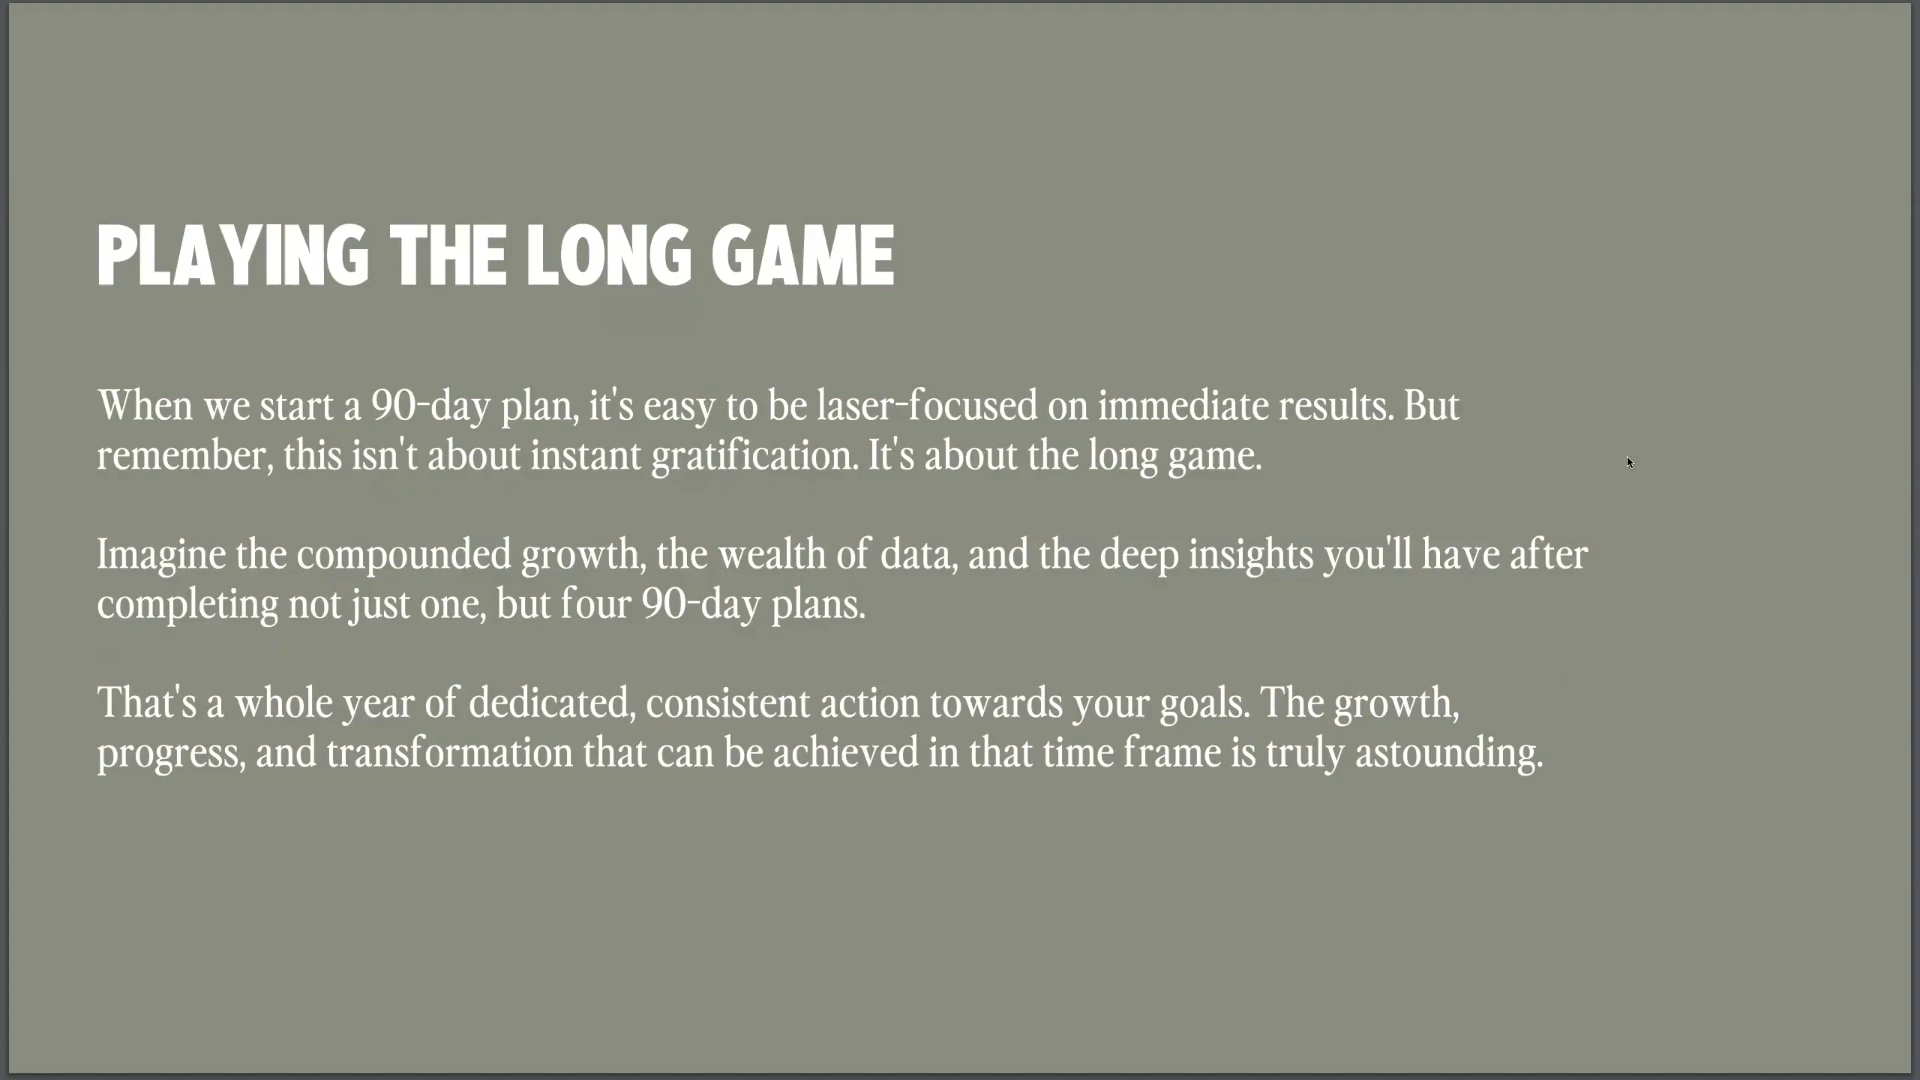 PLAYING THE LONG GAME
When we start a 90-day plan, it's easy to be laser-focused on immediate results. But
remember, this isn't about instant gratification. It's about the long game.
Imagine the compounded growth, the wealth of data, and the deep insights you'll have after
completing not just one, but four 90-day plans.
That's a whole year of dedicated, consistent action towards your goals. The growth,
progress, and transformation that can be achieved in that time frame is truly astounding.